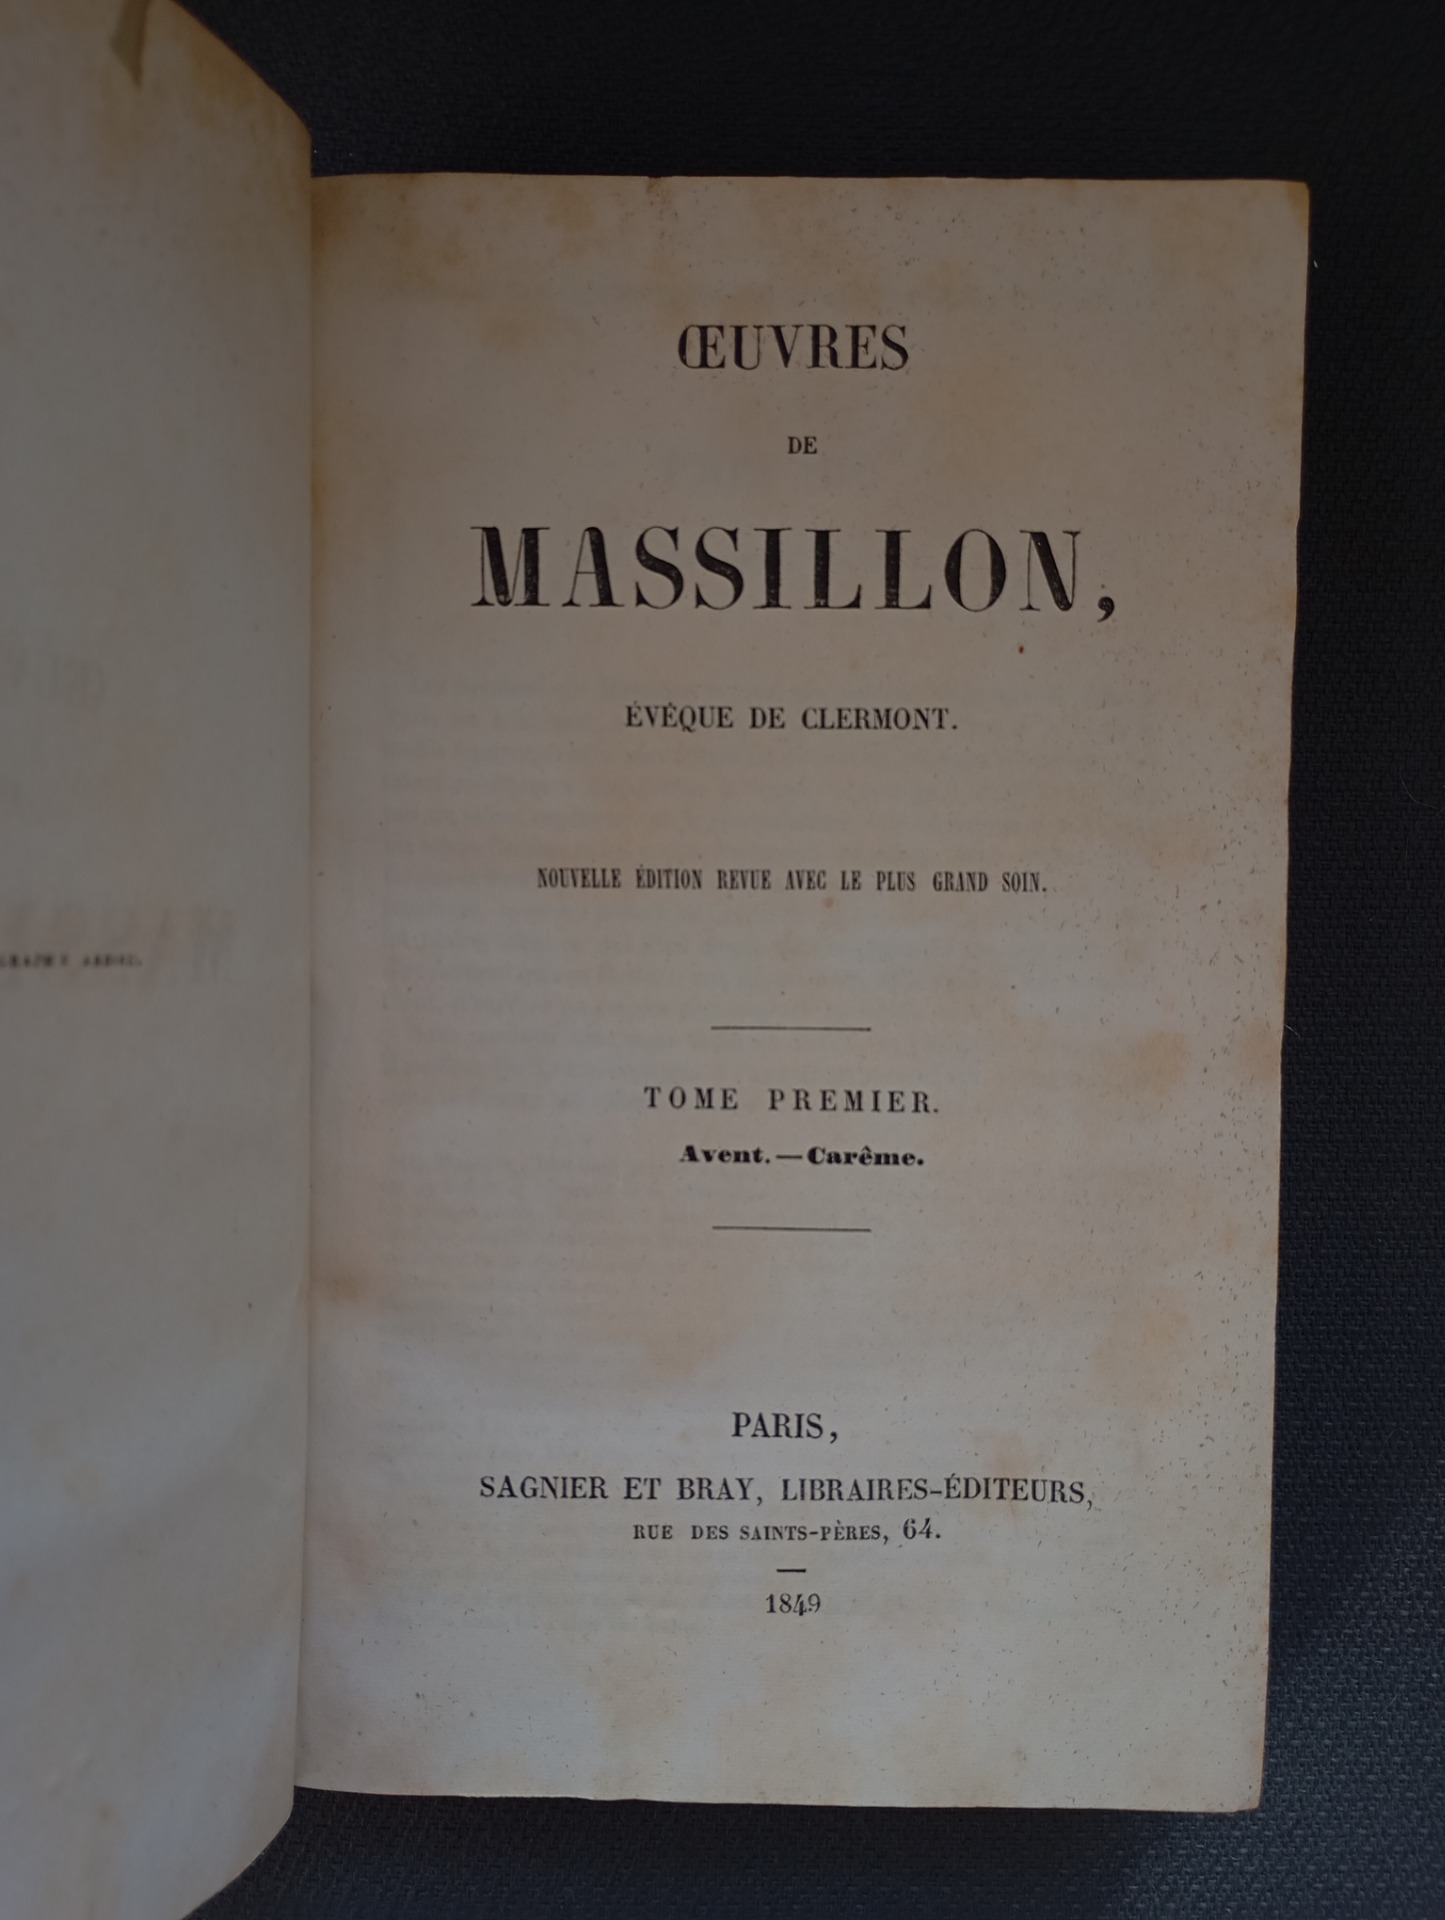 ŒUVRES
DE
MASSILLON,
ÉVÊQUE DE CLERMONT.
NOUVELLE ÉDITION REVUE AVEC LE PLUS GRAND SOIN.
TOME PREMIER.
Avent. — Carême.
PARIS,
SAGNIER ET BRAY, LIBRAIRES-ÉDITEURS,
RUE DES SAINTS-PÈRES, 64.
1849